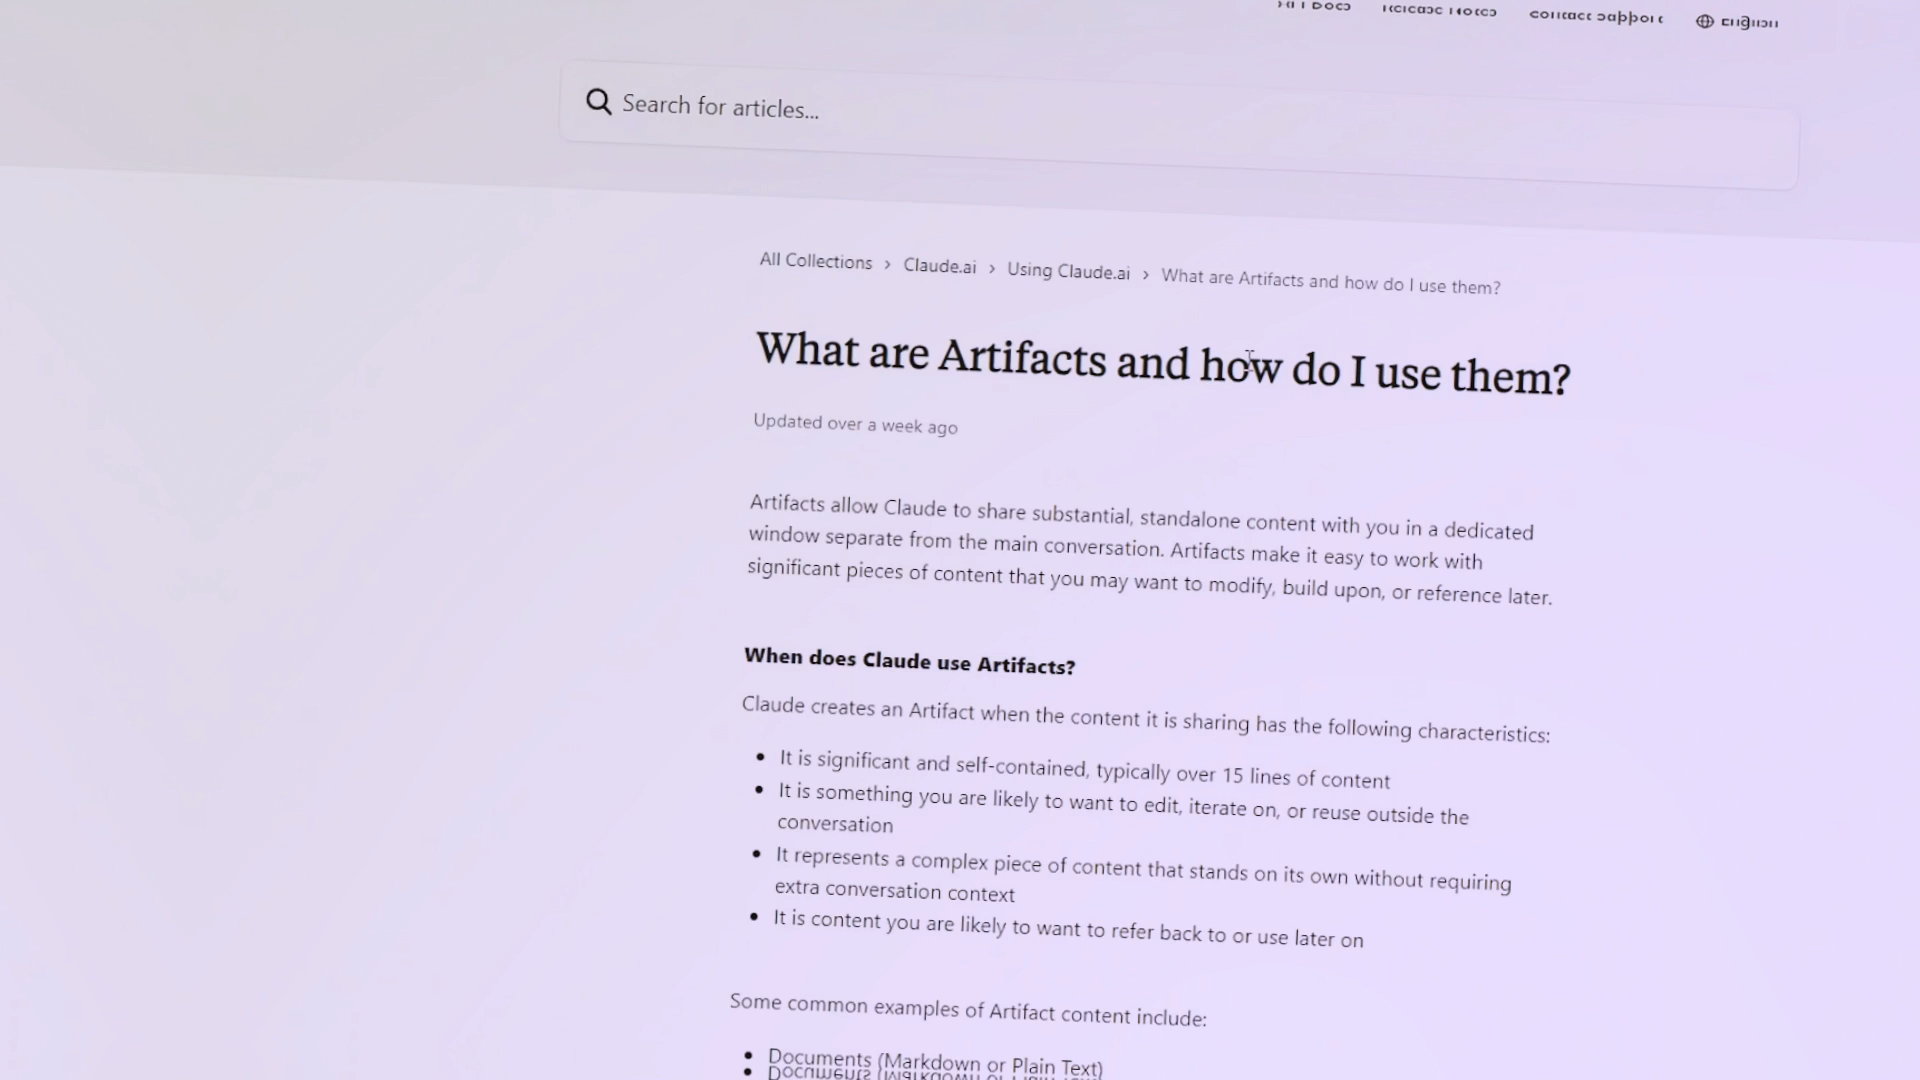 English
Search for articles...
All Collections > Claude.ai > Using Claude.ai > What are Artifacts and how do I use them?
What are Artifacts and how do I use them?
Updated over a week ago
Artifacts allow Claude to share substantial, standalone content with you in a dedicated
window separate from the main conversation. Artifacts make it easy to work with
significant pieces of content that you may want to modify, build upon, or reference later.
When does Claude use Artifacts?
Claude creates an Artifact when the content it is sharing has the following characteristics:
• It is significant and self-contained, typically over 15 lines of content
• It is something you are likely to want to edit, iterate on, or reuse outside the
conversation
• It represents a complex piece of content that stands on its own without requiring
extra conversation context
• It is content you are likely to want to refer back to or use later on
Some common examples of Artifact content include:
• Documents (Markdown or Plain Text)